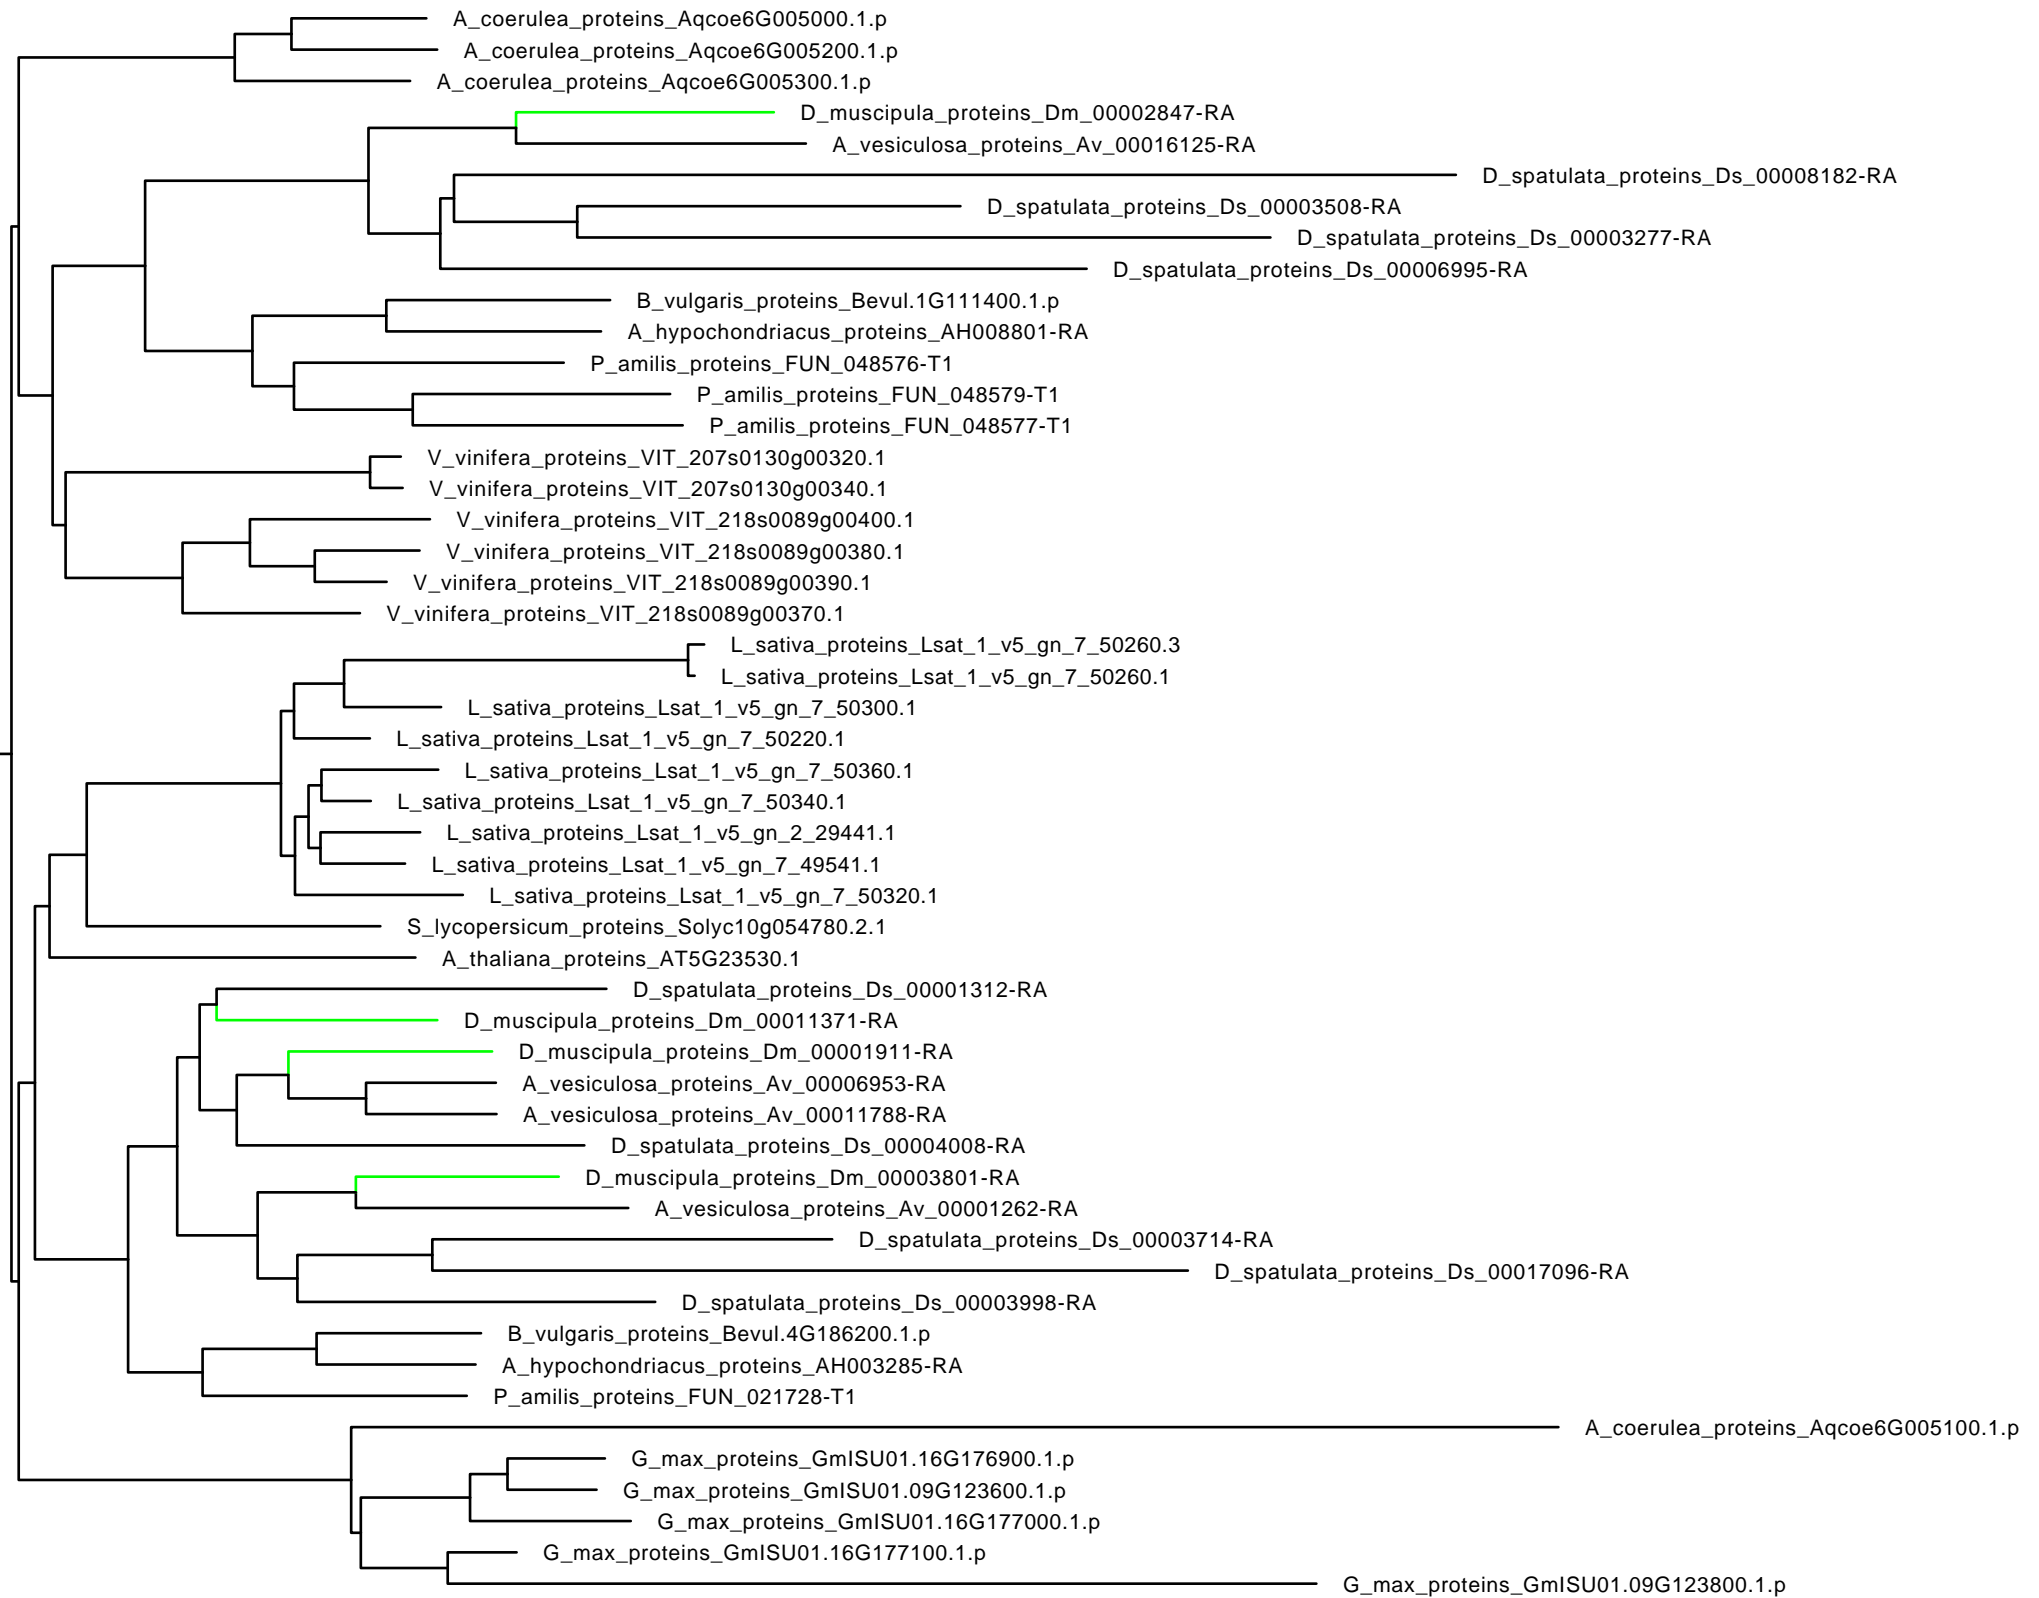 A_coerulea_proteins_Aqcoe6G005000.1.p
A_coerulea_proteins_Aqcoe6G005200.1.p
A_coerulea_proteins_Aqcoe6G005300.1.p
D_muscipula_proteins_Dm_00002847-RA
A_vesiculosa_proteins_Av_00016125-RA
D_spatulata_proteins_Ds_00008182-RA
D_spatulata_proteins_Ds_00003508-RA
D_spatulata_proteins_Ds_00003277-RA
D_spatulata_proteins_Ds_00006995-RA
B_vulgaris_proteins_Bevul.1G111400.1.p
A_hypochondriacus_proteins_AH008801-RA
P_amilis_proteins_FUN_048576-T1
P_amilis_proteins_FUN_048579-T1
P_amilis_proteins_FUN_048577-T1
V_vinifera_proteins_VIT_207s0130g00320.1
V_vinifera_proteins_VIT_207s0130g00340.1
V_vinifera_proteins_VIT_218s0089g00400.1
V_vinifera_proteins_VIT_218s0089g00380.1
V_vinifera_proteins_VIT_218s0089g00390.1
V_vinifera_proteins_VIT_218s0089g00370.1
L_sativa_proteins_Lsat_1_v5_gn_7_50260.3
L_sativa_proteins_Lsat_1_v5_gn_7_50260.1
L_sativa_proteins_Lsat_1_v5_gn_7_50300.1
L_sativa_proteins_Lsat_1_v5_gn_7_50220.1
L_sativa_proteins_Lsat_1_v5_gn_7_50360.1
L_sativa_proteins_Lsat_1_v5_gn_7_50340.1
L_sativa_proteins_Lsat_1_v5_gn_2_29441.1
L_sativa_proteins_Lsat_1_v5_gn_7_49541.1
L_sativa_proteins_Lsat_1_v5_gn_7_50320.1
S_lycopersicum_proteins_Solyc10g054780.2.1
A_thaliana_proteins_AT5G23530.1
D_spatulata_proteins_Ds_00001312-RA
D_muscipula_proteins_Dm_00011371-RA
D_muscipula_proteins_Dm_00001911-RA
A_vesiculosa_proteins_Av_00006953-RA
A_vesiculosa_proteins_Av_00011788-RA
D_spatulata_proteins_Ds_00004008-RA
D_muscipula_proteins_Dm_00003801-RA
A_vesiculosa_proteins_Av_00001262-RA
D_spatulata_proteins_Ds_00003714-RA
D_spatulata_proteins_Ds_00017096-RA
D_spatulata_proteins_Ds_00003998-RA
B_vulgaris_proteins_Bevul.4G186200.1.p
A_hypochondriacus_proteins_AH003285-RA
P_amilis_proteins_FUN_021728-T1
A_coerulea_proteins_Aqcoe6G005100.1.p
G_max_proteins_GmISU01.16G176900.1.p
G_max_proteins_GmISU01.09G123600.1.p
G_max_proteins_GmISU01.16G177000.1.p
G_max_proteins_GmISU01.16G177100.1.p
G_max_proteins_GmISU01.09G123800.1.p